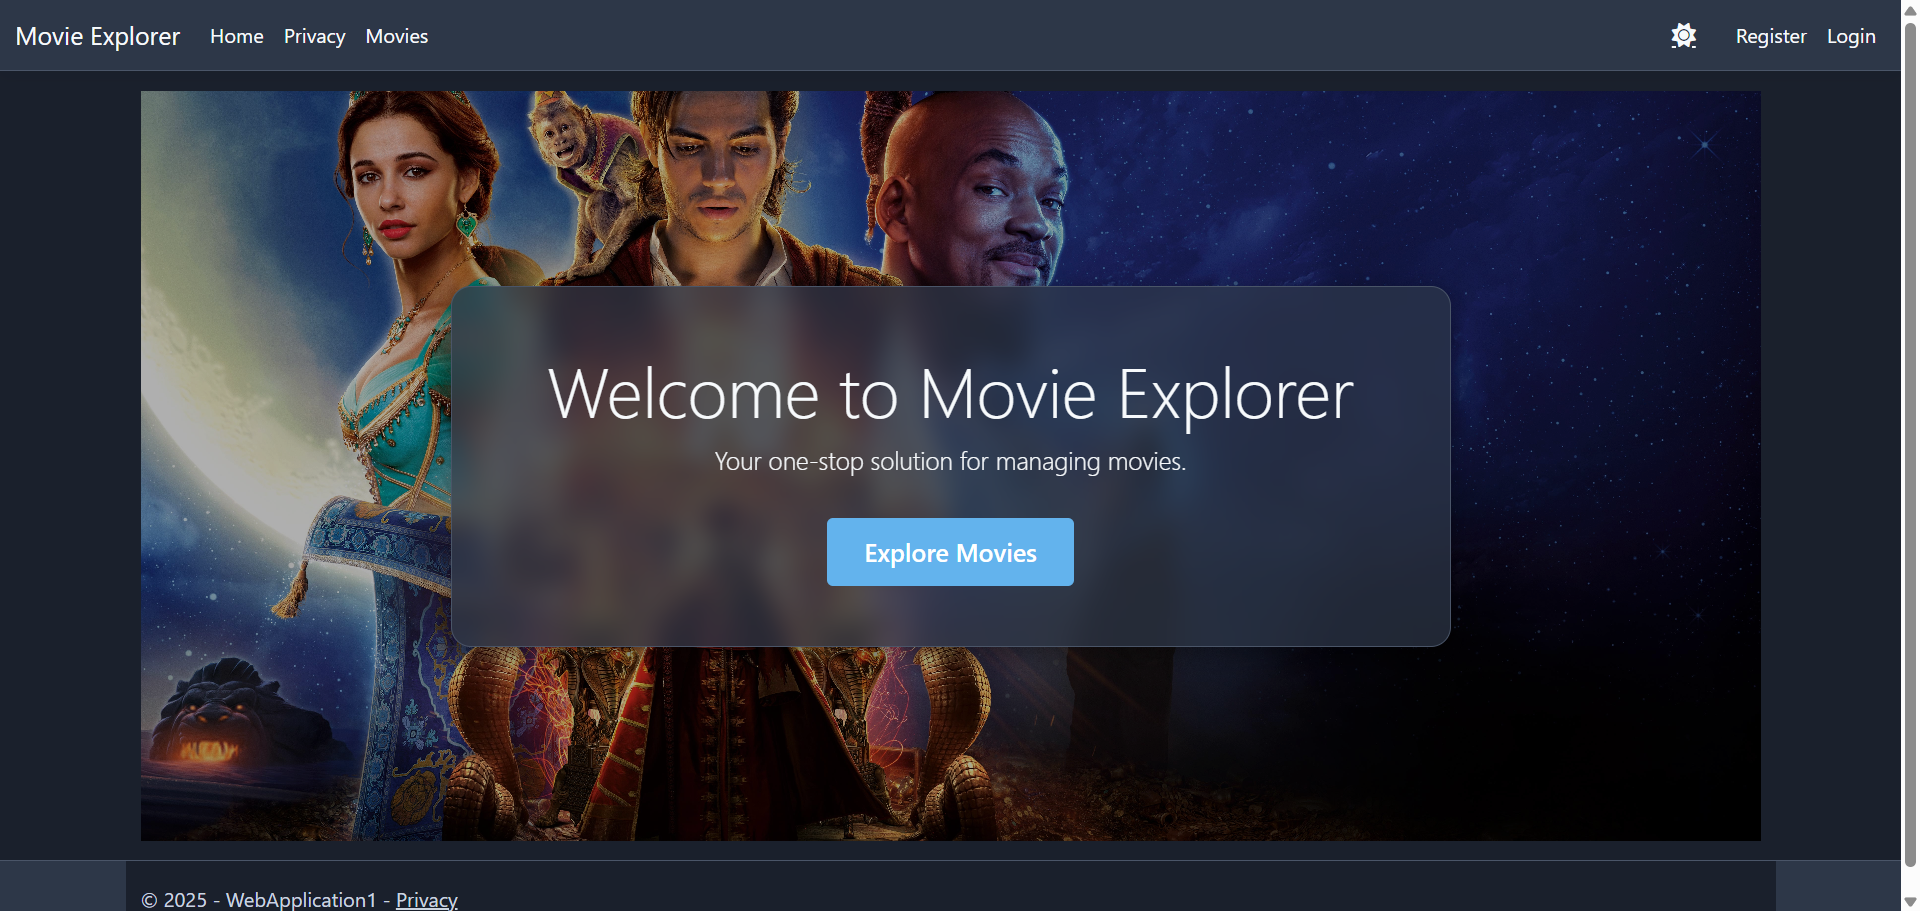 Movie Explorer Home Privacy Movies Register Login
Welcome to Movie Explorer
Your one-stop solution for managing movies.
Explore Movies
© 2025 - WebApplication1 - Privacy